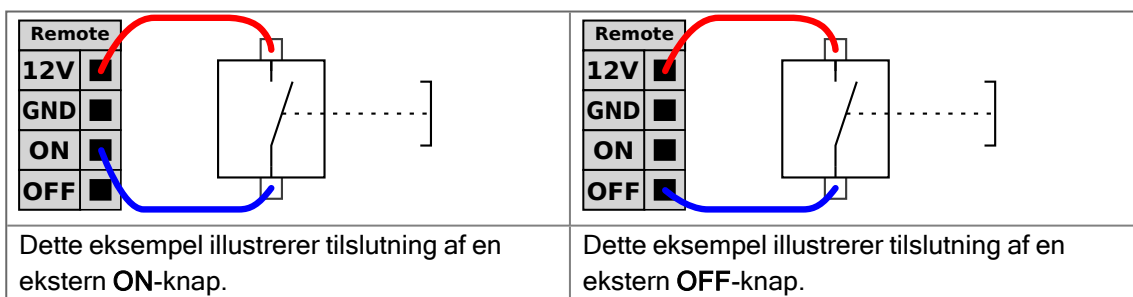 Remote
12V
GND
ON
OFF
Dette eksempel illustrerer tilslutning af en
ekstern ON-knap.
Remote
12V
GND
ON
OFF
Dette eksempel illustrerer tilslutning af en
ekstern OFF-knap.